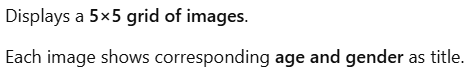 Displays a 5×5 grid of images.
Each image shows corresponding age and gender as title.